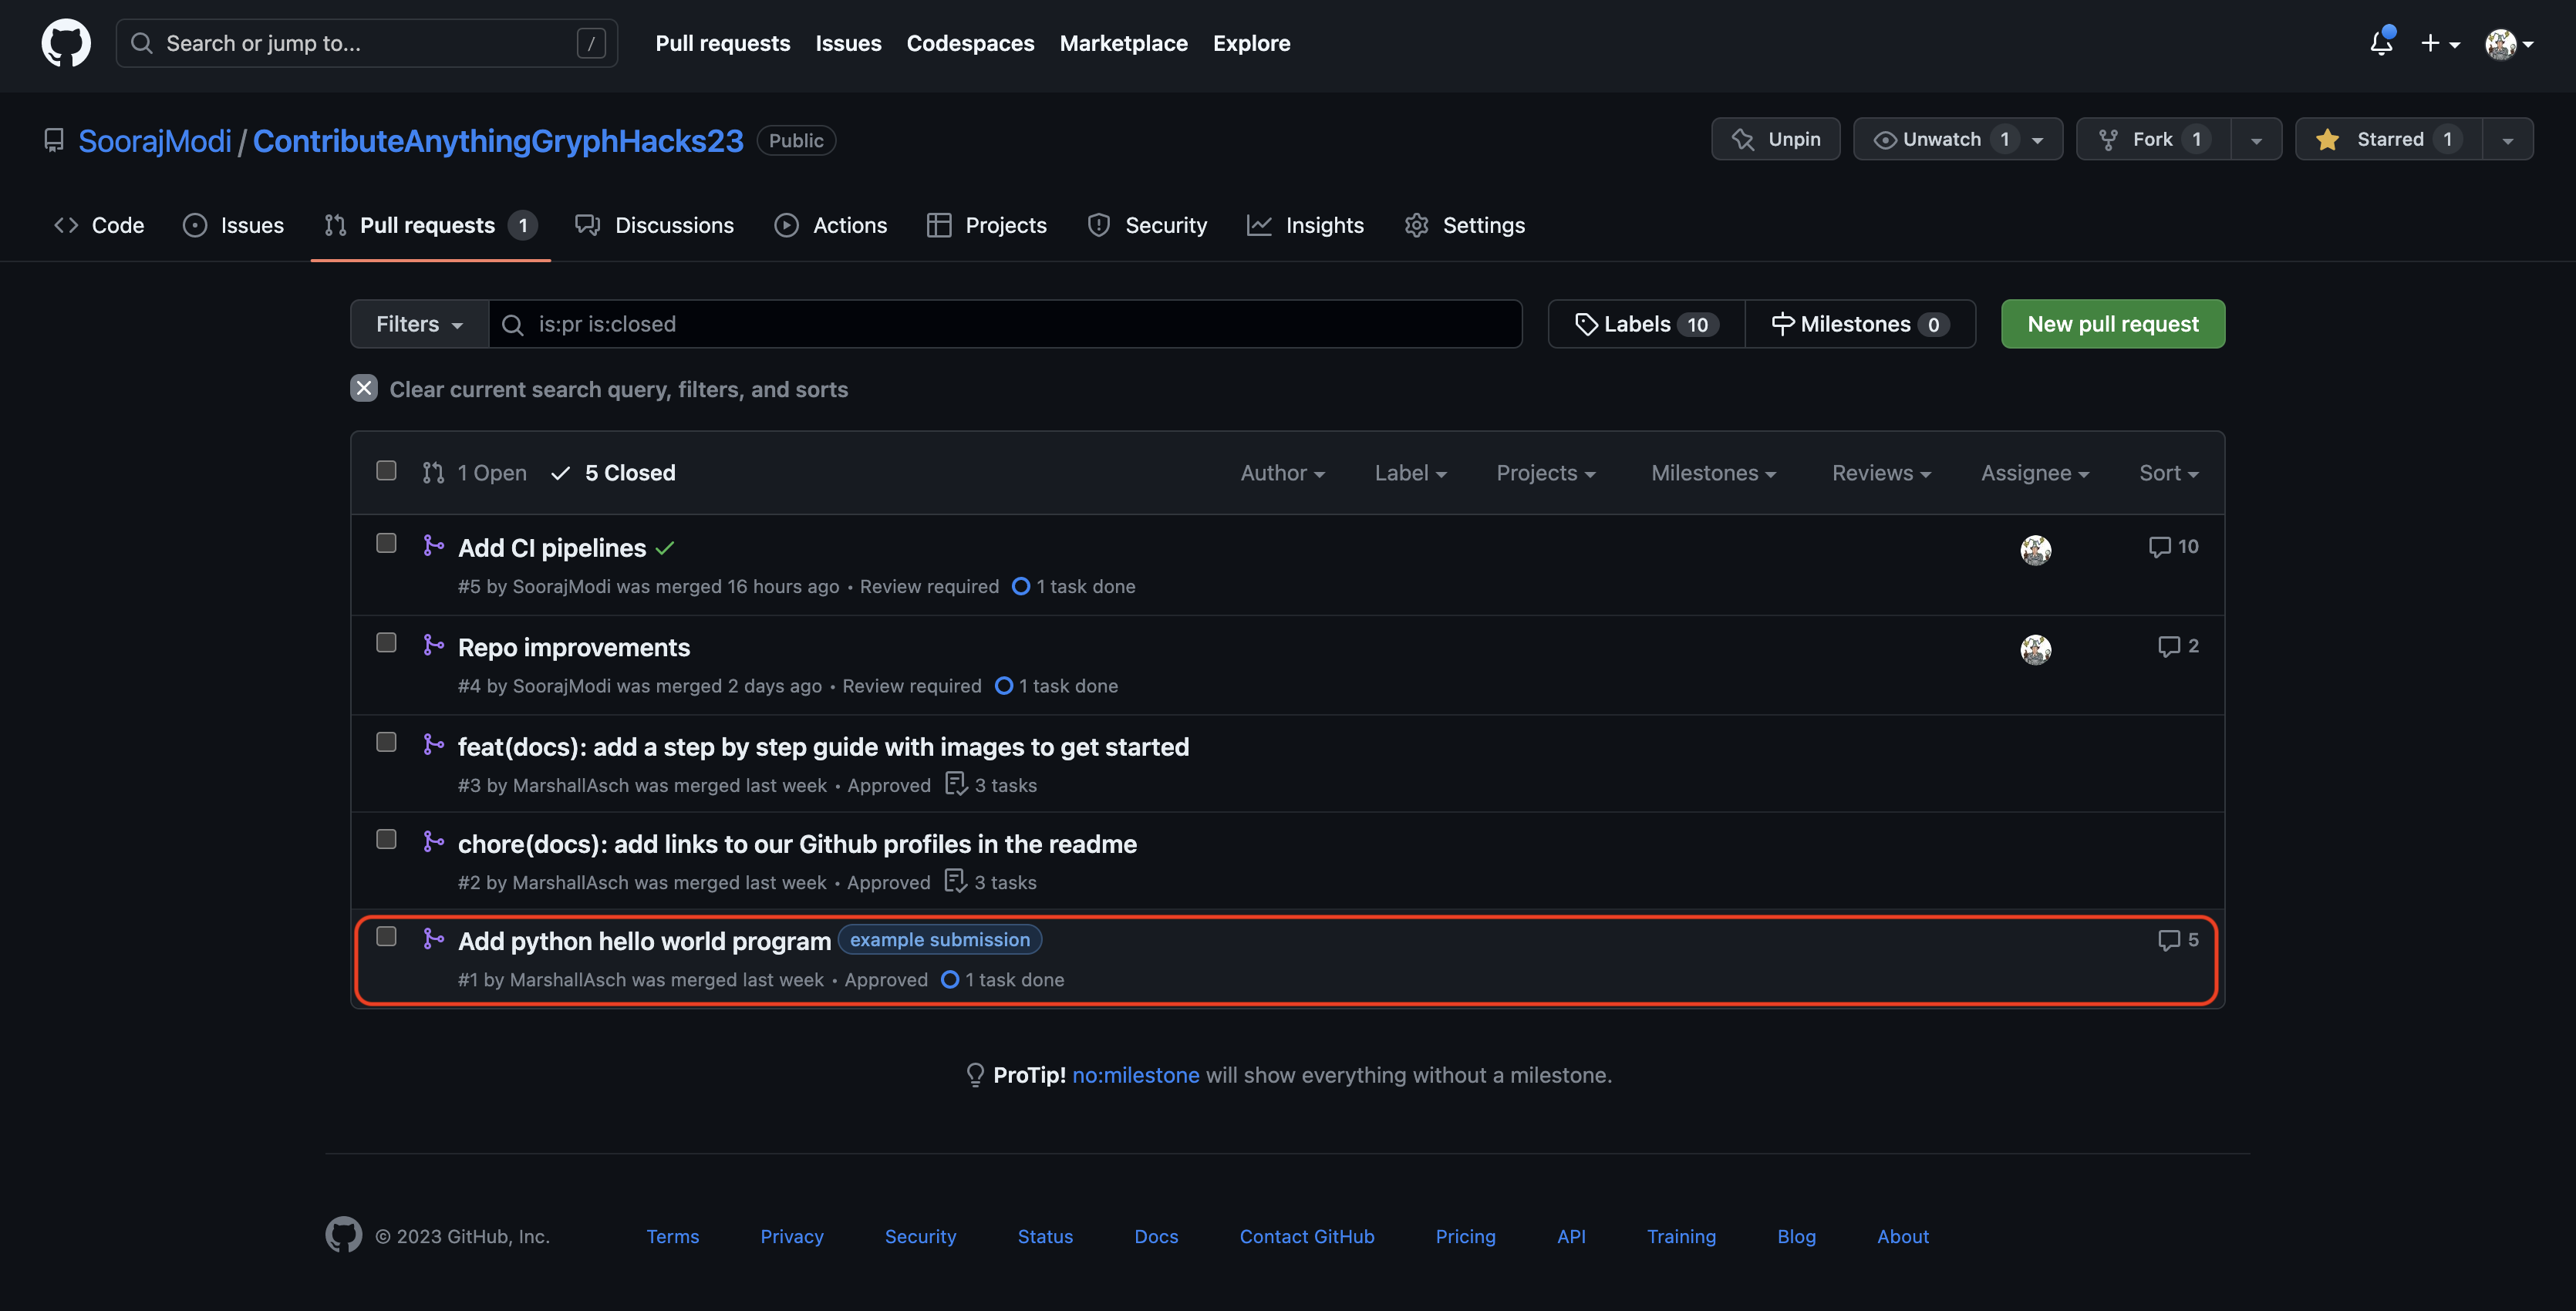 Search or jump to... / Pull requests Issues Codespaces Marketplace Explore
SoorajModi / ContributeAnythingGryphHacks23 Public Unpin Unwatch 1 Fork 1 Starred 1
Code Issues Pull requests 1 Discussions Actions Projects Security Insights Settings
Filters is:pr is:closed Labels 10 Milestones 0 New pull request
Clear current search query, filters, and sorts
1 Open 5 Closed Author Label Projects Milestones Reviews Assignee Sort
Add CI pipelines 10
#5 by SoorajModi was merged 16 hours ago • Review required 1 task done
Repo improvements 2
#4 by SoorajModi was merged 2 days ago • Review required 1 task done
feat(docs): add a step by step guide with images to get started
#3 by MarshallAsch was merged last week • Approved 3 tasks
chore(docs): add links to our Github profiles in the readme
#2 by MarshallAsch was merged last week • Approved 3 tasks
Add python hello world program example submission 5
#1 by MarshallAsch was merged last week • Approved 1 task done
ProTip! no:milestone will show everything without a milestone.
© 2023 GitHub, Inc. Terms Privacy Security Status Docs Contact GitHub Pricing API Training Blog About